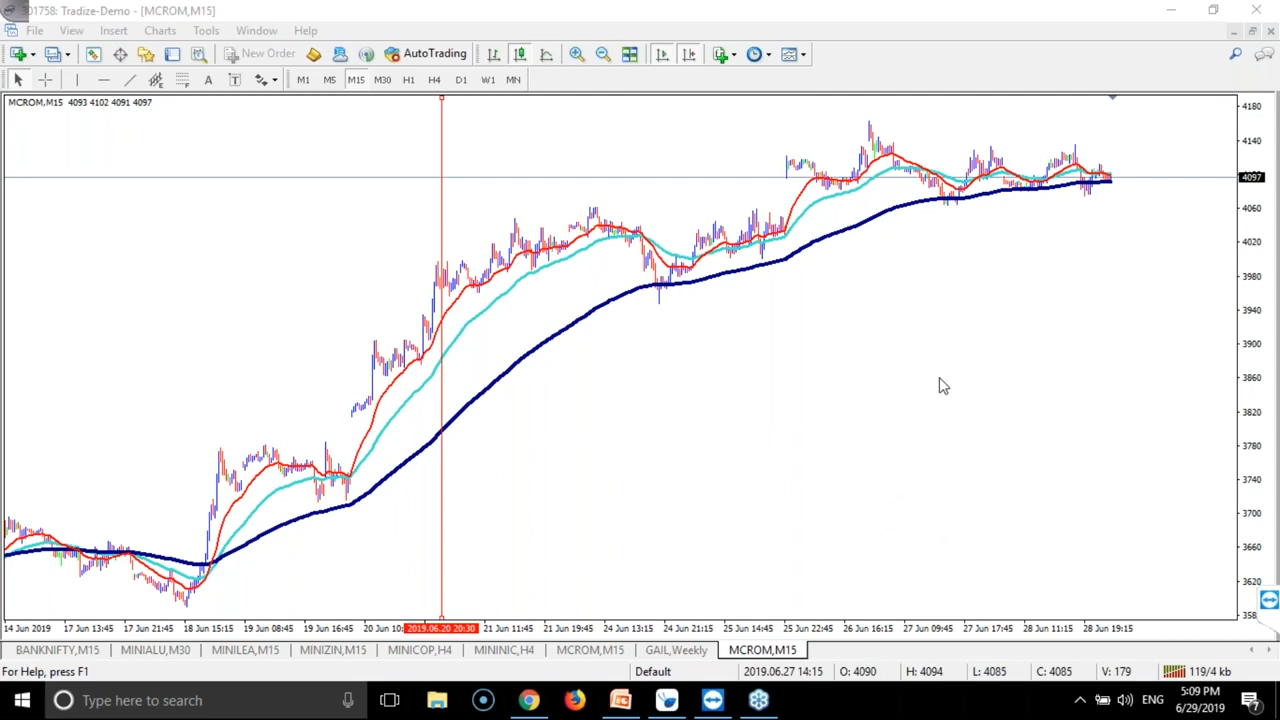 301758: Tradize-Demo - [MCROM,M15]
File View Insert Charts Tools Window Help
New Order AutoTrading
A T M1 M5 M15 M30 H1 H4 D1 W1 MN
MCROM,M15 4093 4102 4091 4097
4180
4140
4097
4060
4020
3980
3940
3900
3860
3820
3780
3740
3700
3660
3620
358
14 Jun 2019 17 Jun 13:45 17 Jun 21:45 18 Jun 15:15 19 Jun 08:45 19 Jun 16:45 20 Jun 10: 2019.06.20 20:30 21 Jun 11:45 21 Jun 19:45 24 Jun 13:15 24 Jun 21:15 25 Jun 14:45 25 Jun 22:45 26 Jun 16:15 27 Jun 09:45 27 Jun 17:45 28 Jun 11:15 28 Jun 19:15
BANKNIFTY,M15 MINIALU,M30 MINILEA,M15 MINIZIN,M15 MINICOP,H4 MININIC,H4 MCROM,M15 GAIL,Weekly MCROM,M15
For Help, press F1 Default 2019.06.27 14:15 O: 4090 H: 4094 L: 4085 C: 4085 V: 179 119/4 kb
Type here to search ENG 5:09 PM
6/29/2019 7